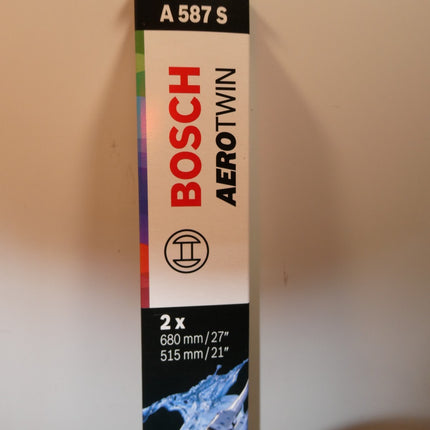 A 587 S
BOSCH
AEROTWIN
2 x
680 mm/27"
515 mm/21"